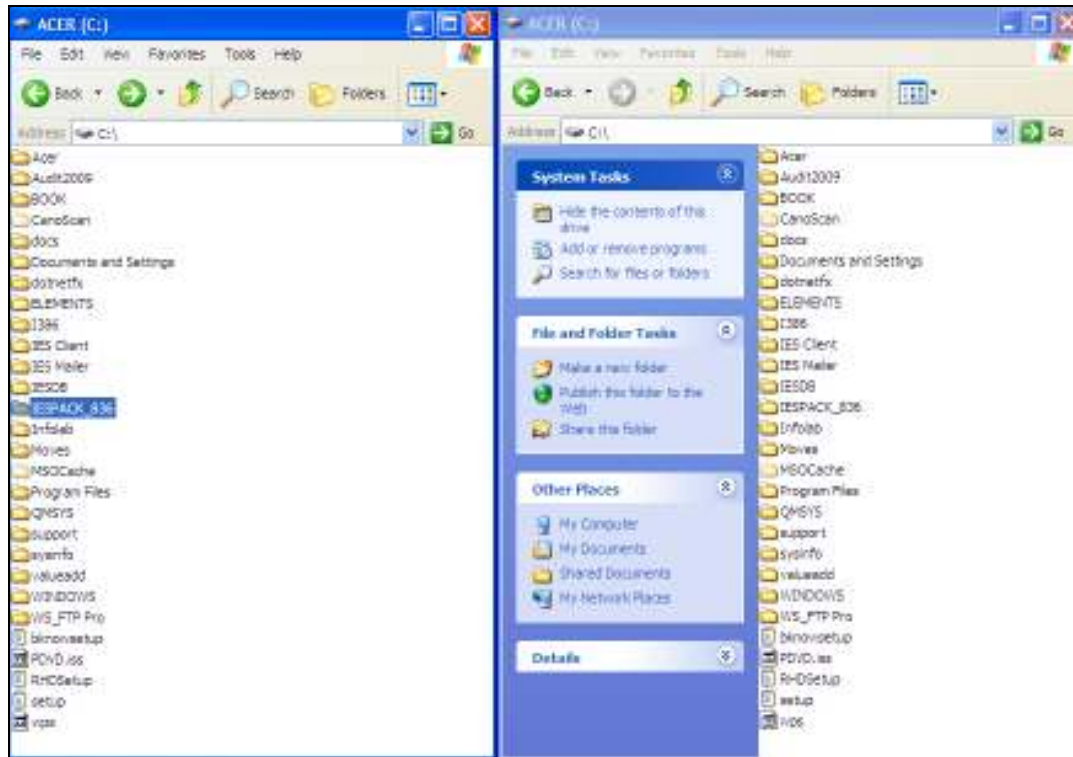 ACER (C:)
File Edit View Favorites Tools Help
Back Search Folders
Address C:\ Go
Acer
Audit2009
BOOK
CanoScan
docs
Documents and Settings
dotnetfx
ELEMENTS
I386
IES Client
IES Mailer
IESDB
IESPACK_836
Infolab
Moves
MSOCache
Program Files
QMSYS
support
sysinfo
valueadd
WINDOWS
WS_FTP Pro
bknowsetup
PDVD.iss
RHDSetup
setup
vps
ACER (C:)
File Edit View Favorites Tools Help
Back Search Folders
Address C:\ Go
System Tasks
Hide the contents of this
drive
Add or remove programs
Search for files or folders
File and Folder Tasks
Make a new folder
Publish this folder to the
Web
Share this folder
Other Places
My Computer
My Documents
Shared Documents
My Network Places
Details
Acer
Audit2009
BOOK
CanoScan
docs
Documents and Settings
dotnetfx
ELEMENTS
I386
IES Client
IES Mailer
IESDB
IESPACK_836
Infolab
Moves
MSOCache
Program Files
QMSYS
support
sysinfo
valueadd
WINDOWS
WS_FTP Pro
bknowsetup
PDVD.iss
RHDSetup
setup
vps